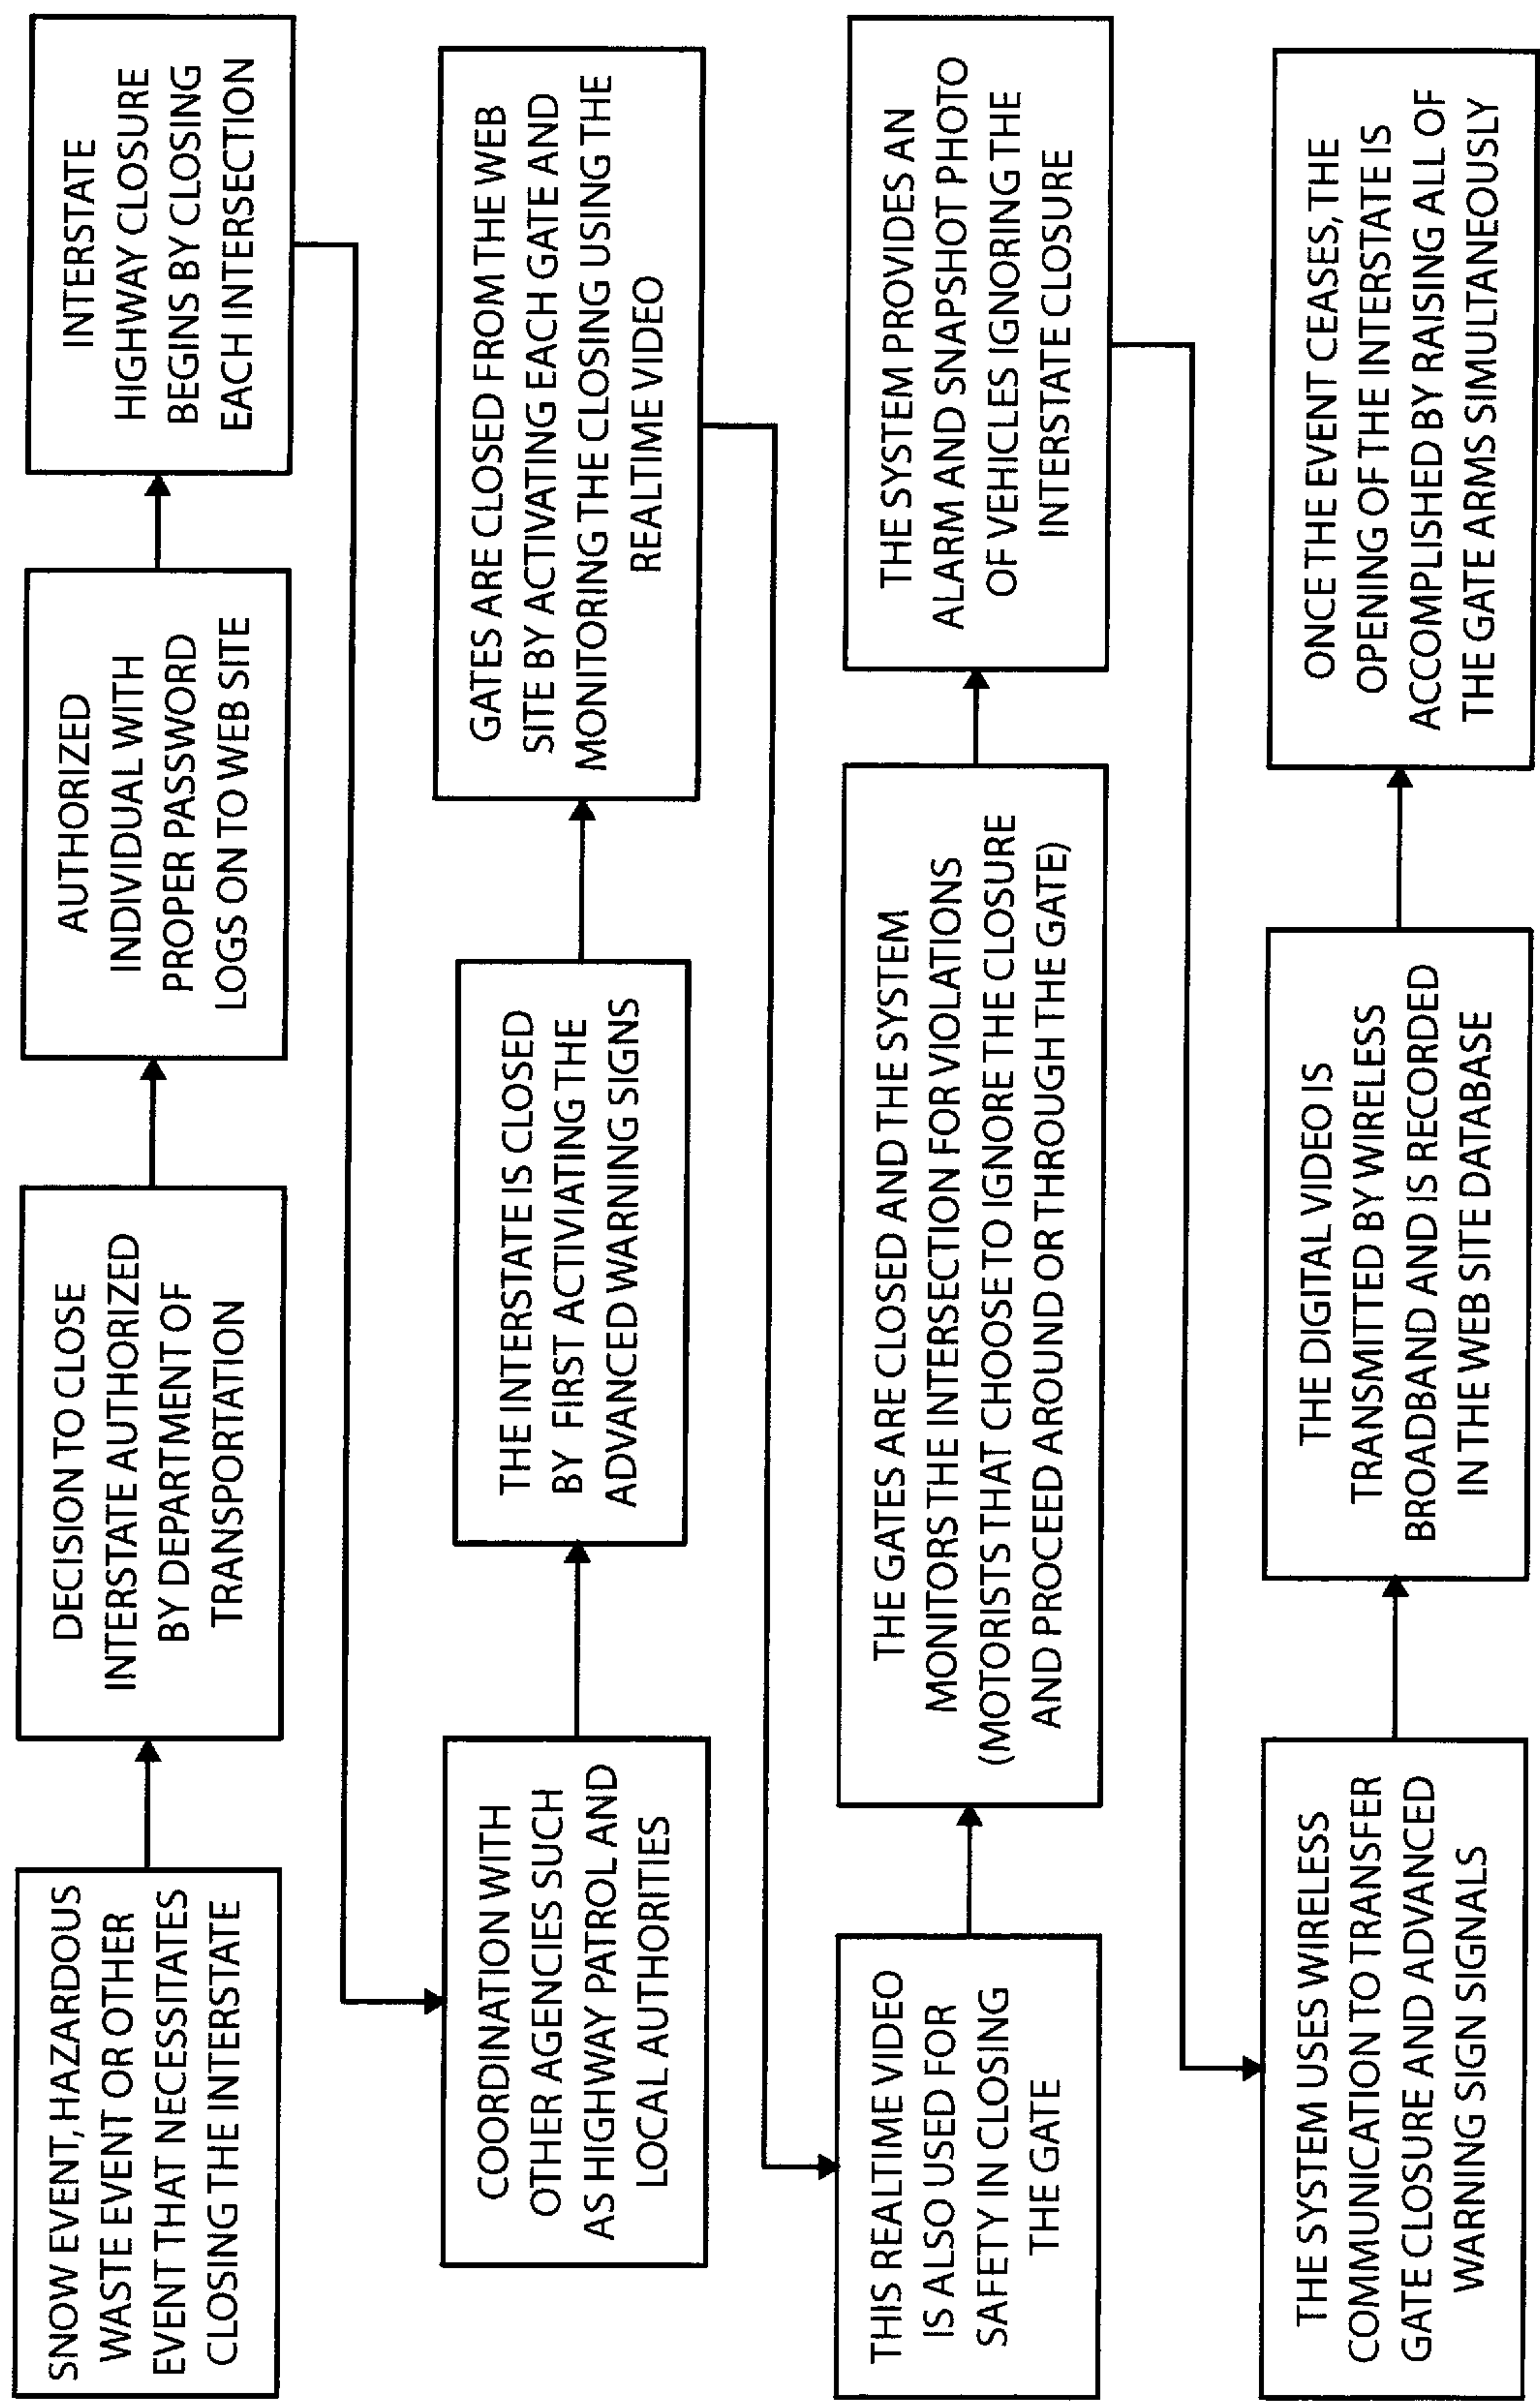 SNOW EVENT, HAZARDOUS
WASTE EVENT OR OTHER
EVENT THAT NECESSITATES
CLOSING THE INTERSTATE
DECISION TO CLOSE
INTERSTATE AUTHORIZED
BY DEPARTMENT OF
TRANSPORTATION
AUTHORIZED
INDIVIDUAL WITH
PROPER PASSWORD
LOGS ON TO WEB SITE
INTERSTATE
HIGHWAY CLOSURE
BEGINS BY CLOSING
EACH INTERSECTION
COORDINATION WITH
OTHER AGENCIES SUCH
AS HIGHWAY PATROL AND
LOCAL AUTHORITIES
THE INTERSTATE IS CLOSED
BY FIRST ACTIVIATING THE
ADVANCED WARNING SIGNS
GATES ARE CLOSED FROM THE WEB
SITE BY ACTIVATING EACH GATE AND
MONITORING THE CLOSING USING THE
REALTIME VIDEO
THIS REALTIME VIDEO
IS ALSO USED FOR
SAFETY IN CLOSING
THE GATE
THE GATES ARE CLOSED AND THE SYSTEM
MONITORS THE INTERSECTION FOR VIOLATIONS
(MOTORISTS THAT CHOOSE TO IGNORE THE CLOSURE
AND PROCEED AROUND OR THROUGH THE GATE)
THE SYSTEM PROVIDES AN
ALARM AND SNAPSHOT PHOTO
OF VEHICLES IGNORING THE
INTERSTATE CLOSURE
THE SYSTEM USES WIRELESS
COMMUNICATION TO TRANSFER
GATE CLOSURE AND ADVANCED
WARNING SIGN SIGNALS
THE DIGITAL VIDEO IS
TRANSMITTED BY WIRELESS
BROADBAND AND IS RECORDED
IN THE WEB SITE DATABASE
ONCE THE EVENT CEASES, THE
OPENING OF THE INTERSTATE IS
ACCOMPLISHED BY RAISING ALL OF
THE GATE ARMS SIMULTANEOUSLY